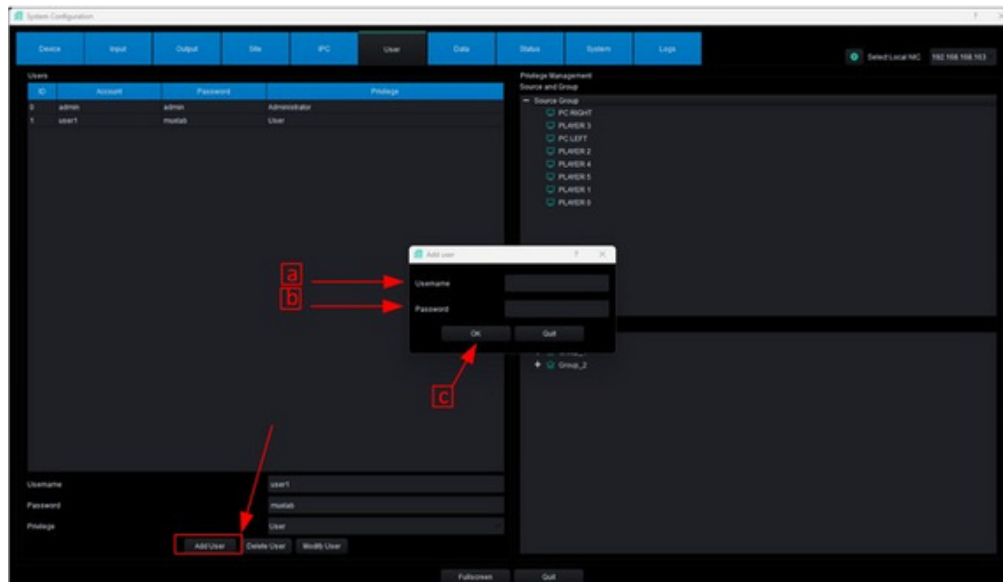 System Configuration
Device Input Output Site IPC User Data Status System Logs
Select Local NIC 192.168.168.163
Users
ID Account Password Privilege
0 admin admin Administrator
1 user1 muxlab User
Privilege Management
Source and Group
Source Group
PC RIGHT
PLAYER 3
PC LEFT
PLAYER 2
PLAYER 4
PLAYER 5
PLAYER 1
PLAYER 0
Add user
a
Username
b
Password
OK Quit
c
Group_2
Username user1
Password muxlab
Privilege User
Add User Delete User Modify User
Fullscreen Quit